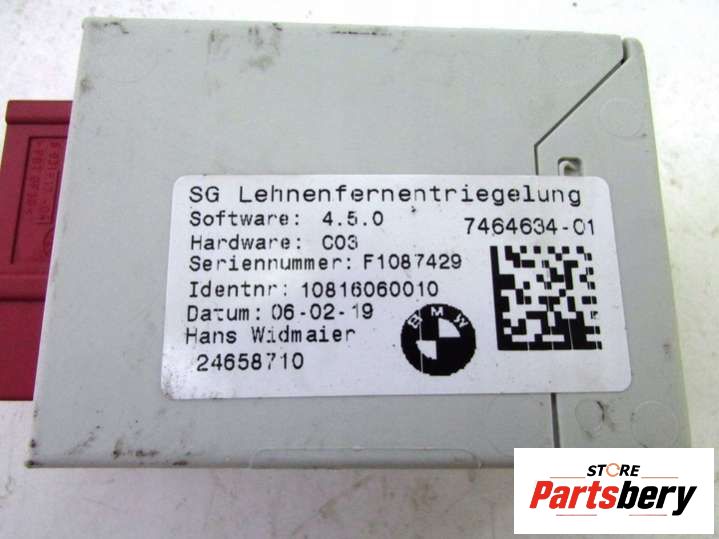 SG Lehnenfernentriegelung
Software: 4.5.0
7464634-01
Hardware: C03
Seriennummer: F1087429
Identnr: 10816060010
Datum: 06-02-19
Hans Widmaier
24658710
BMW
STORE
Partsbery